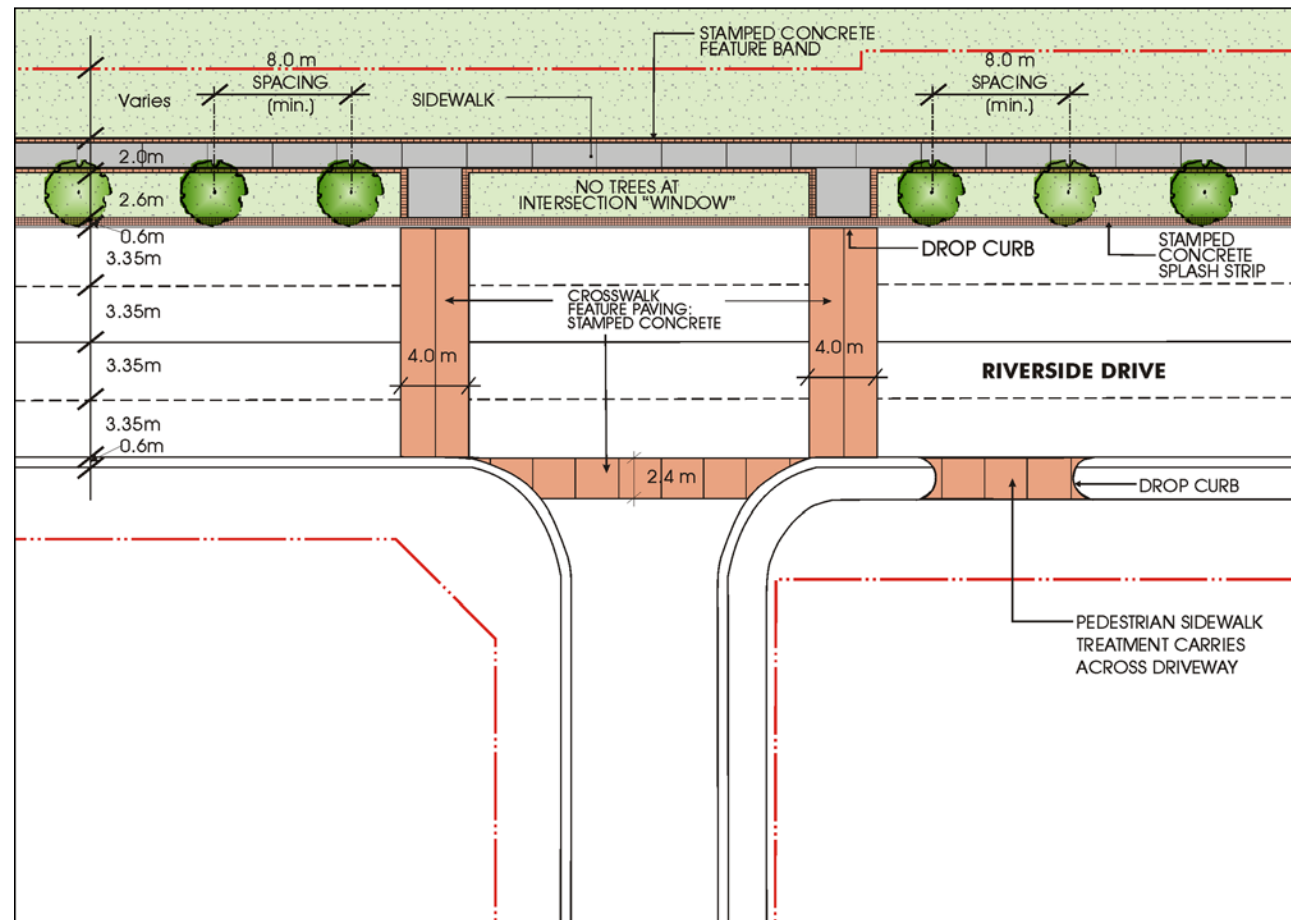 STAMPED CONCRETE
FEATURE BAND
8.0 m
SPACING
(min.)
Varies
SIDEWALK
8.0 m
SPACING
(min.)
2.0m
2.6m
NO TREES AT
INTERSECTION "WINDOW"
0.6m
3.35m
DROP CURB
STAMPED
CONCRETE
SPLASH STRIP
3.35m
CROSSWALK
FEATURE PAVING:
STAMPED CONCRETE
3.35m
4.0 m
4.0 m
RIVERSIDE DRIVE
3.35m
0.6m
2.4 m
DROP CURB
PEDESTRIAN SIDEWALK
TREATMENT CARRIES
ACROSS DRIVEWAY